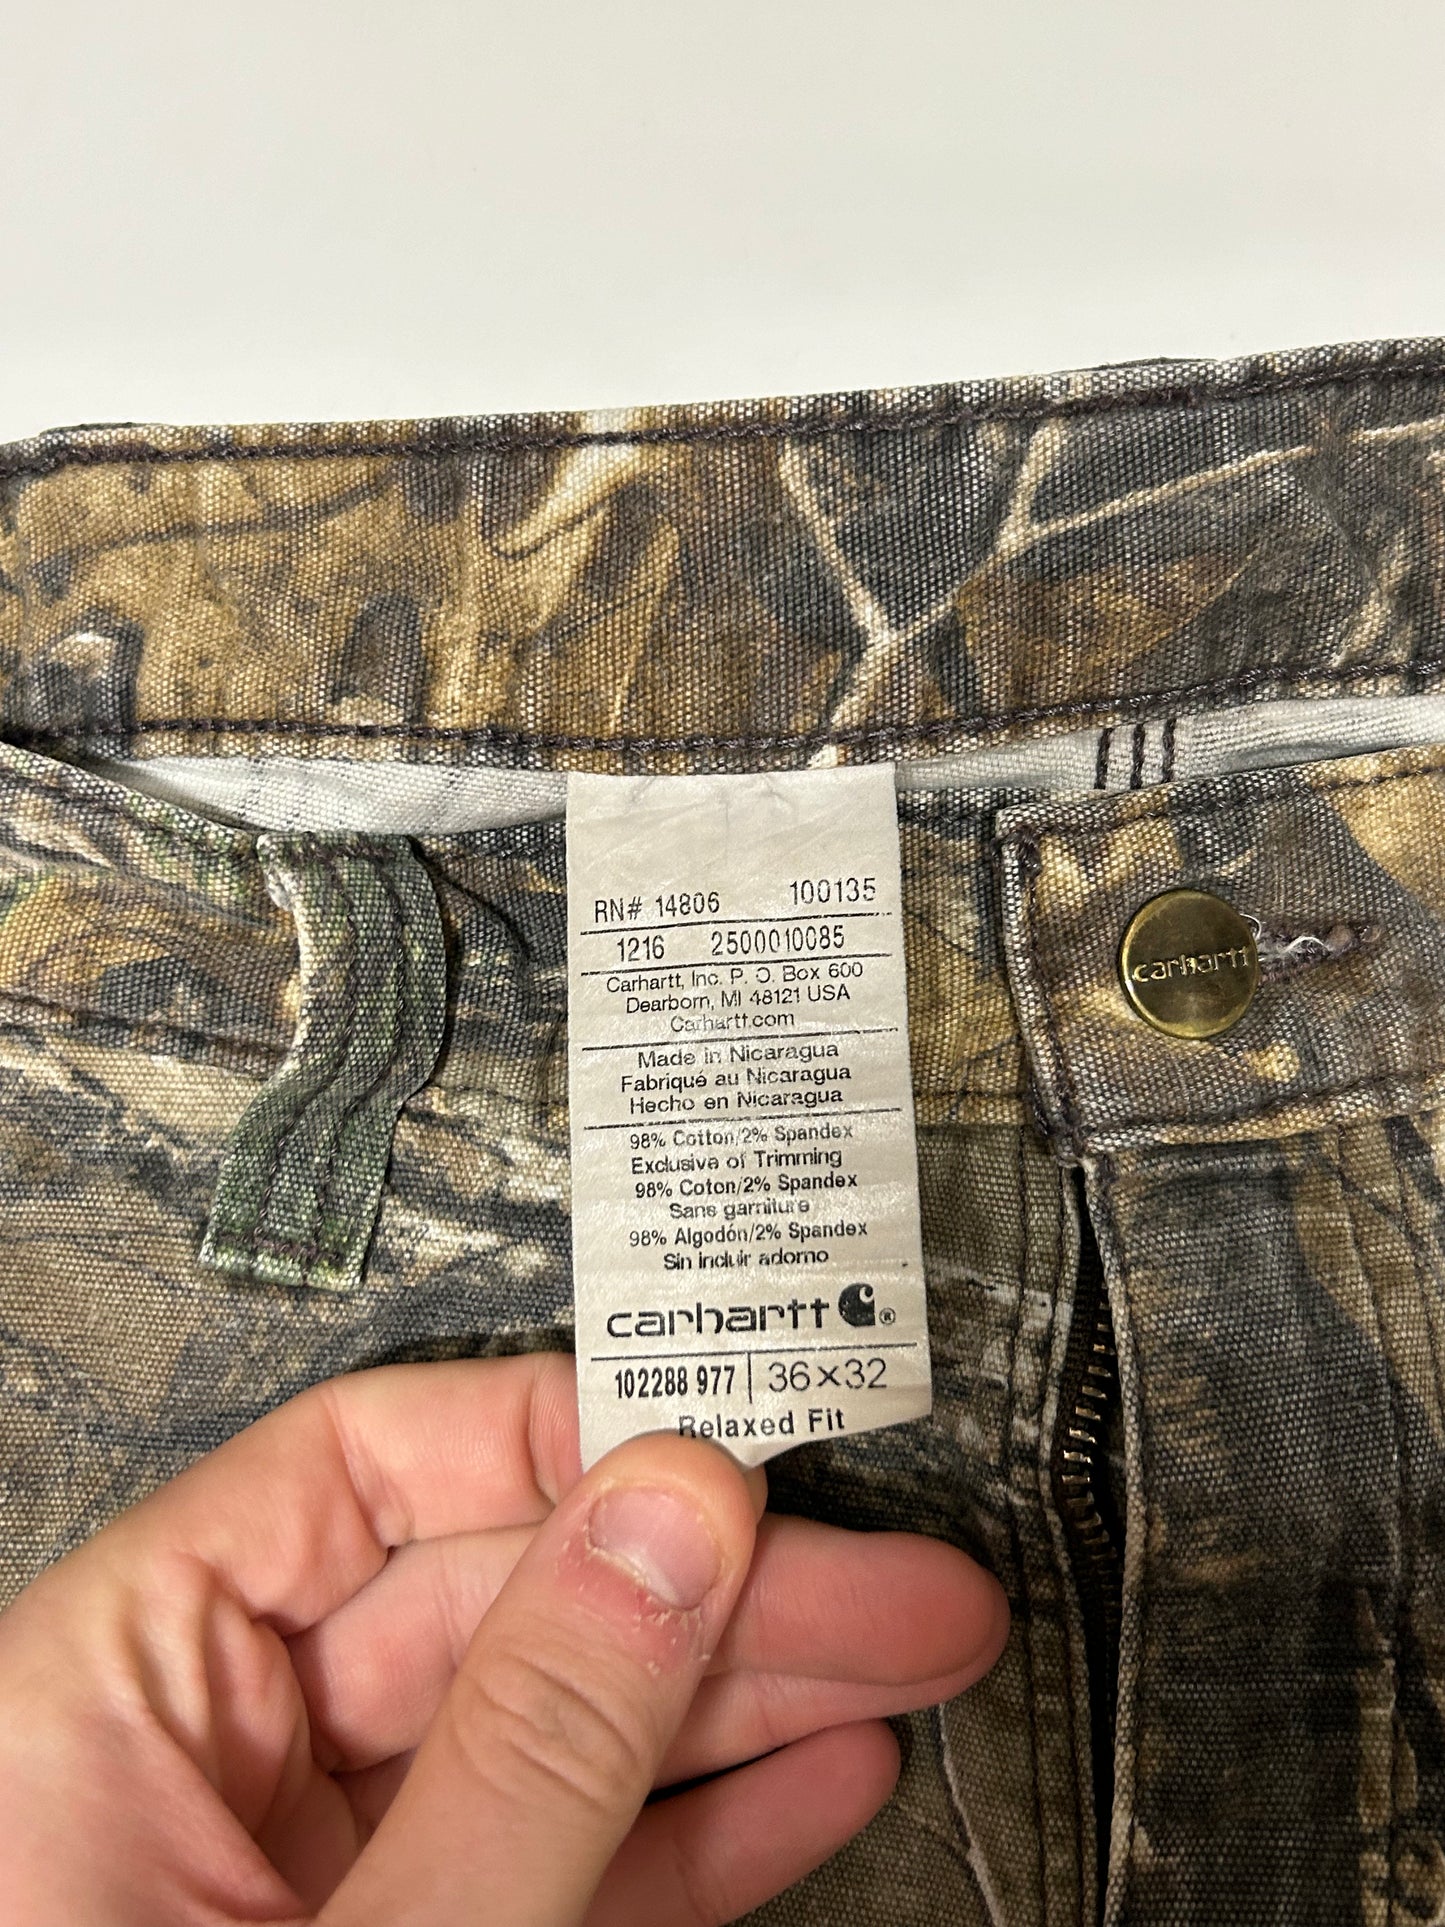 RN# 14806 100135
1216 2500010085
Carhartt, Inc. P. O. Box 600
Dearborn, MI 48121 USA
Carhartt.com
Made in Nicaragua
Fabriqué au Nicaragua
Hecho en Nicaragua
98% Cotton/2% Spandex
Exclusive of Trimming
98% Coton/2% Spandex
Sans garniture
98% Algodón/2% Spandex
Sin incluir adorno
carhartt ®
102288 977 | 36×32
Relaxed Fit
carhartt